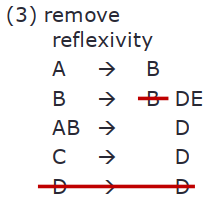 (3) remove
reflexivity
A → B
B → B DE
AB → D
C → D
D → D